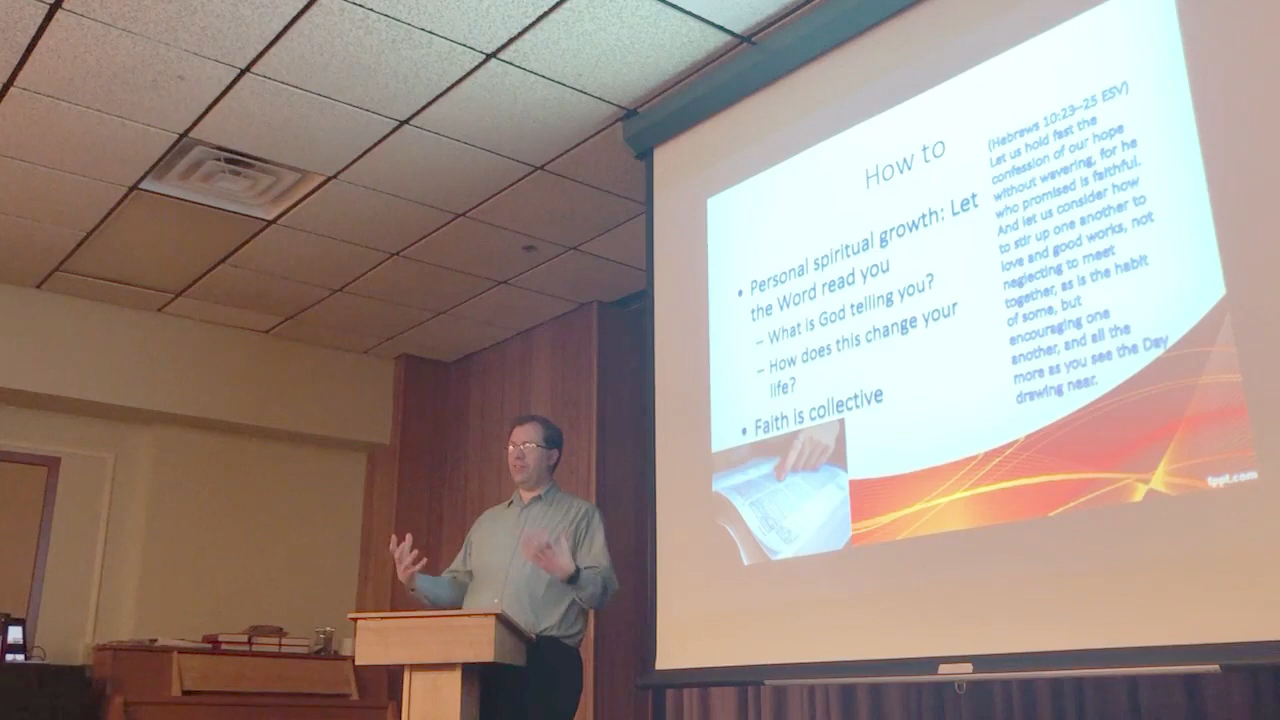 How to
• Personal spiritual growth: Let
the Word read you
– What is God telling you?
– How does this change your
life?
• Faith is collective
(Hebrews 10:23–25 ESV)
Let us hold fast the
confession of our hope
without wavering, for he
who promised is faithful.
And let us consider how
to stir up one another to
love and good works, not
neglecting to meet
together, as is the habit
of some, but
encouraging one
another, and all the
more as you see the Day
drawing near.
fppt.com